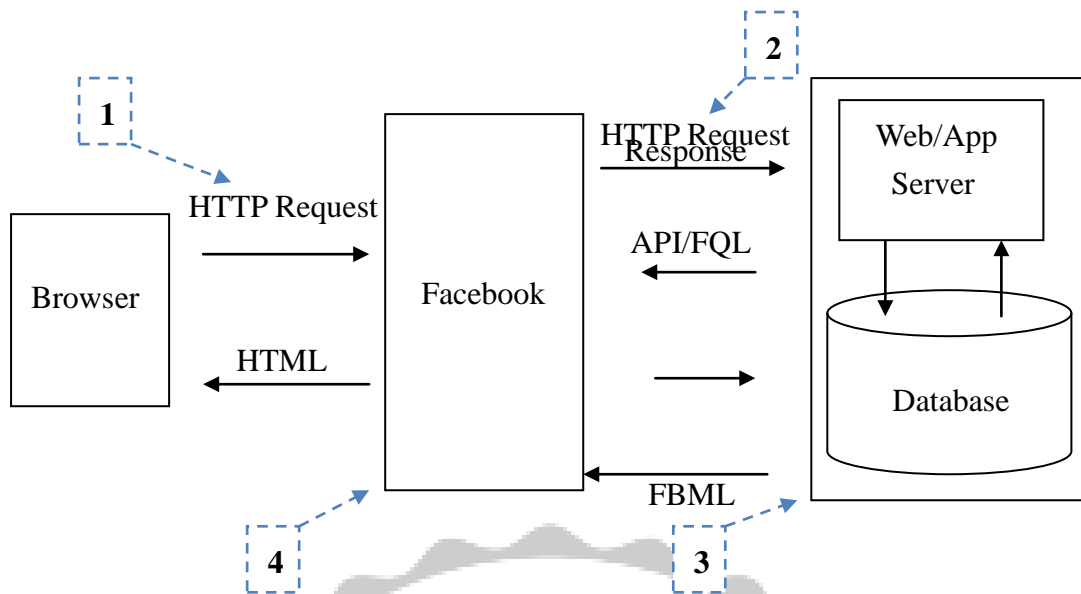 2
1
HTTP Request
Response
Web/App
Server
HTTP Request
API/FQL
Browser
Facebook
HTML
Database
FBML
4
3